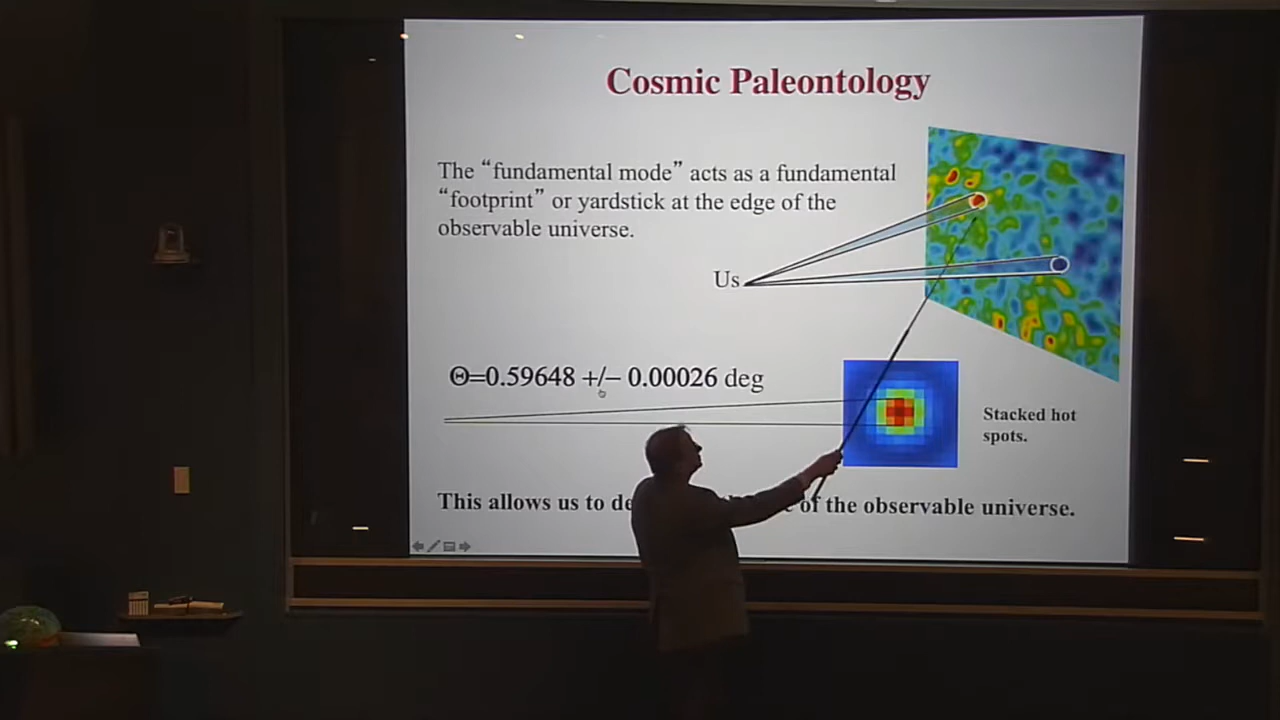 Cosmic Paleontology
The “fundamental mode” acts as a fundamental
“footprint” or yardstick at the edge of the
observable universe.
Us
Θ=0.59648 +/– 0.00026 deg
Stacked hot
spots.
This allows us to of the observable universe.